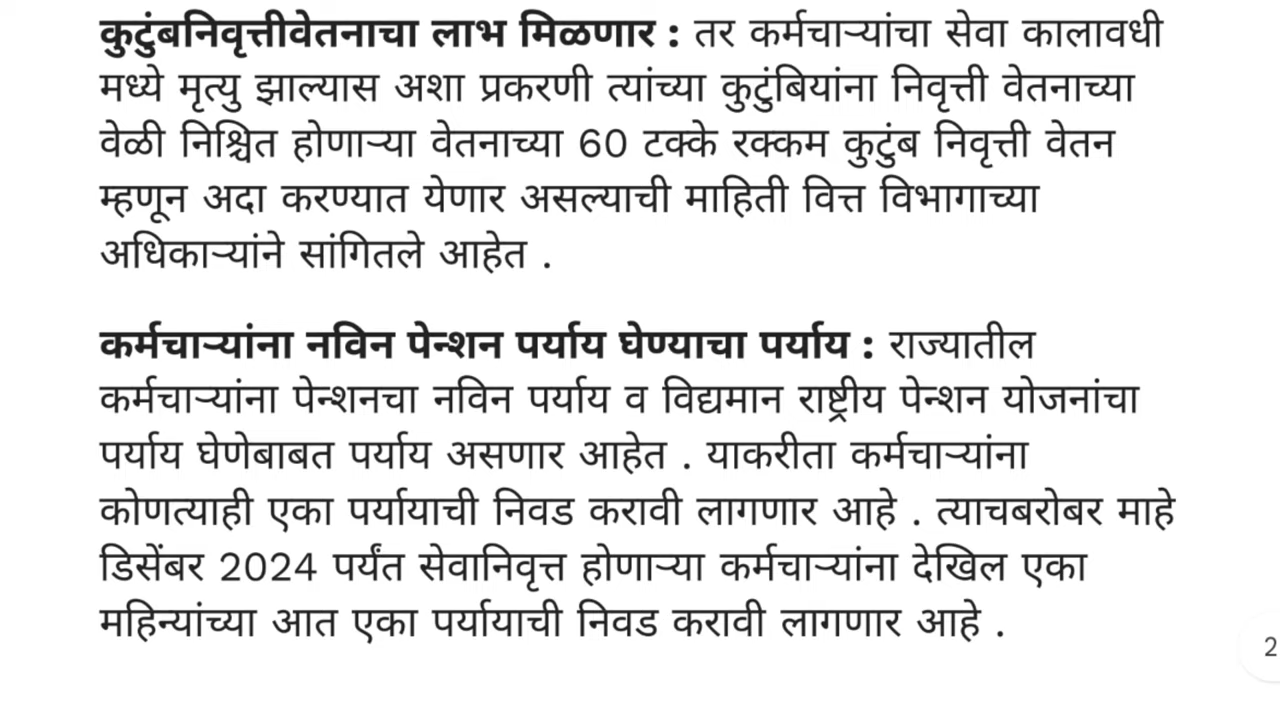 कुटुंबनिवृत्तीवेतनाचा लाभ मिळणार : तर कर्मचाऱ्यांचा सेवा कालावधी
मध्ये मृत्यु झाल्यास अशा प्रकरणी त्यांच्या कुटुंबियांना निवृत्ती वेतनाच्या
वेळी निश्चित होणाऱ्या वेतनाच्या 60 टक्के रक्कम कुटुंब निवृत्ती वेतन
म्हणून अदा करण्यात येणार असल्याची माहिती वित्त विभागाच्या
अधिकाऱ्यांने सांगितले आहेत .
कर्मचाऱ्यांना नविन पेन्शन पर्याय घेण्याचा पर्याय : राज्यातील
कर्मचाऱ्यांना पेन्शनचा नविन पर्याय व विद्यमान राष्ट्रीय पेन्शन योजनांचा
पर्याय घेणेबाबत पर्याय असणार आहेत . याकरीता कर्मचाऱ्यांना
कोणत्याही एका पर्यायाची निवड करावी लागणार आहे . त्याचबरोबर माहे
डिसेंबर 2024 पर्यंत सेवानिवृत्त होणाऱ्या कर्मचाऱ्यांना देखिल एका
महिन्यांच्या आत एका पर्यायाची निवड करावी लागणार आहे .
2